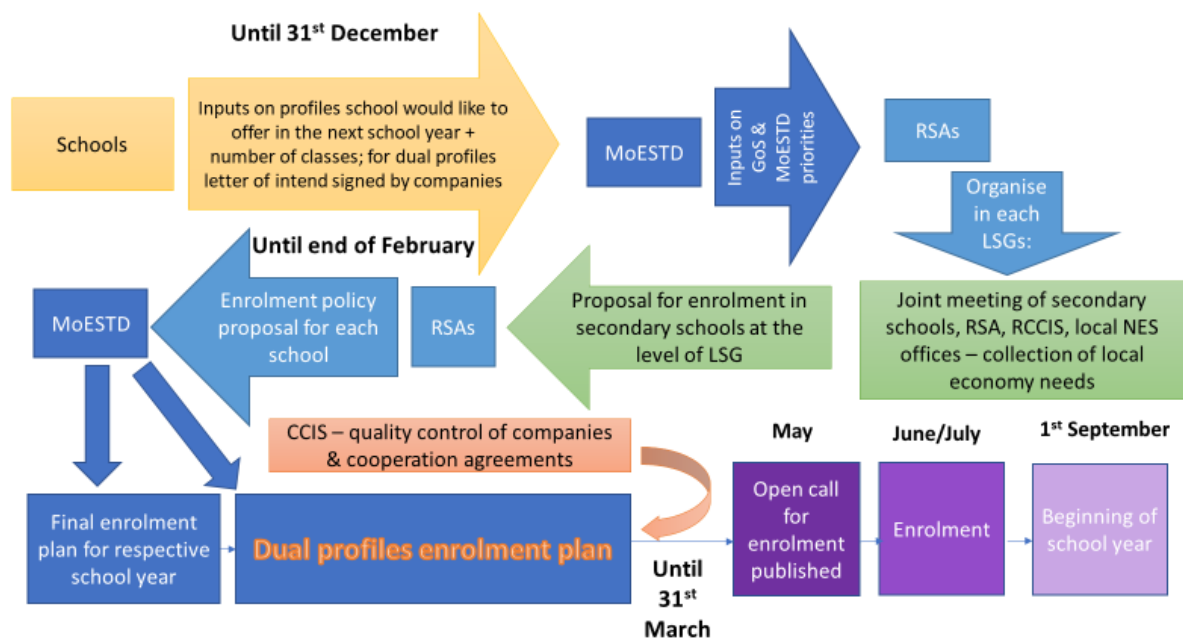 Until 31st December
Schools
Inputs on profiles school would like to
offer in the next school year +
number of classes; for dual profiles
letter of intend signed by companies
MoESTD
Inputs on
GoS &
MoESTD
priorities
RSAs
Organise
in each
LSGs:
Joint meeting of secondary
schools, RSA, RCCIS, local NES
offices – collection of local
economy needs
Proposal for enrolment in
secondary schools at the
level of LSG
RSAs
Until end of February
Enrolment policy
proposal for each
school
MoESTD
CCIS – quality control of companies
& cooperation agreements
Final enrolment
plan for respective
school year
Dual profiles enrolment plan
Until
31st
March
May
Open call
for
enrolment
published
June/July
Enrolment
1st September
Beginning of
school year